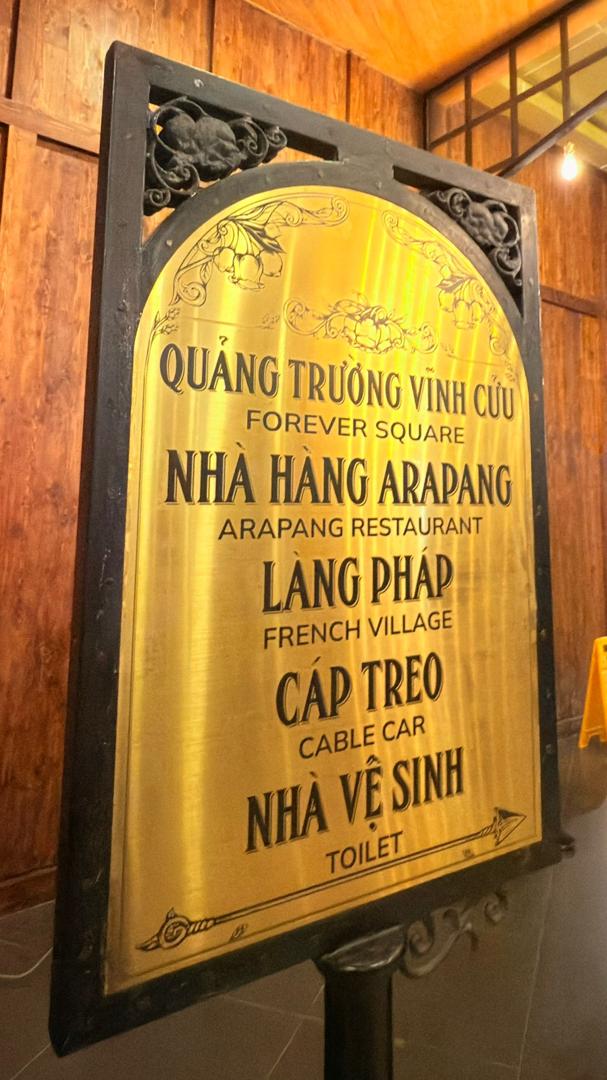 QUẢNG TRƯỜNG VĨNH CỬU
FOREVER SQUARE
NHÀ HÀNG ARAPANG
ARAPANG RESTAURANT
LÀNG PHÁP
FRENCH VILLAGE
CÁP TREO
CABLE CAR
NHÀ VỆ SINH
TOILET